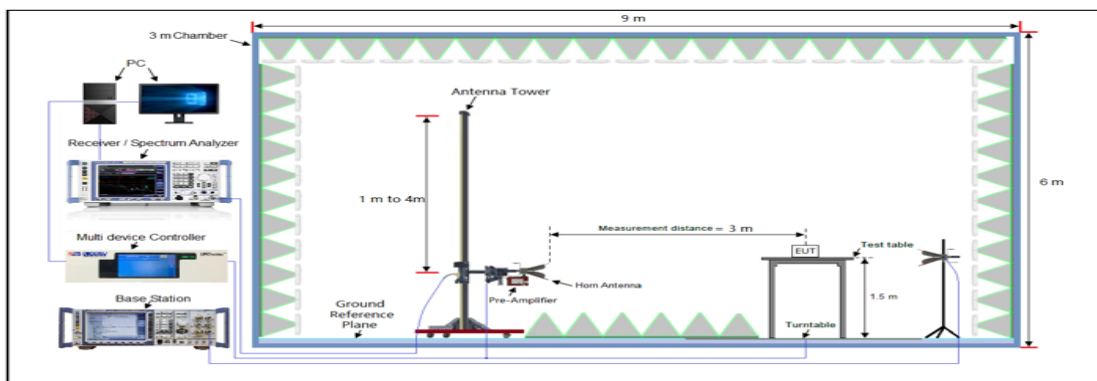 9 m
3 m Chamber
PC
Antenna Tower
Receiver / Spectrum Analyzer
1 m to 4m
6 m
Measurement distance = 3 m
Multi device Controller
EUT
Test table
Horn Antenna
Pre-Amplifier
1.5 m
Base Station
Ground
Reference
Plane
Turntable